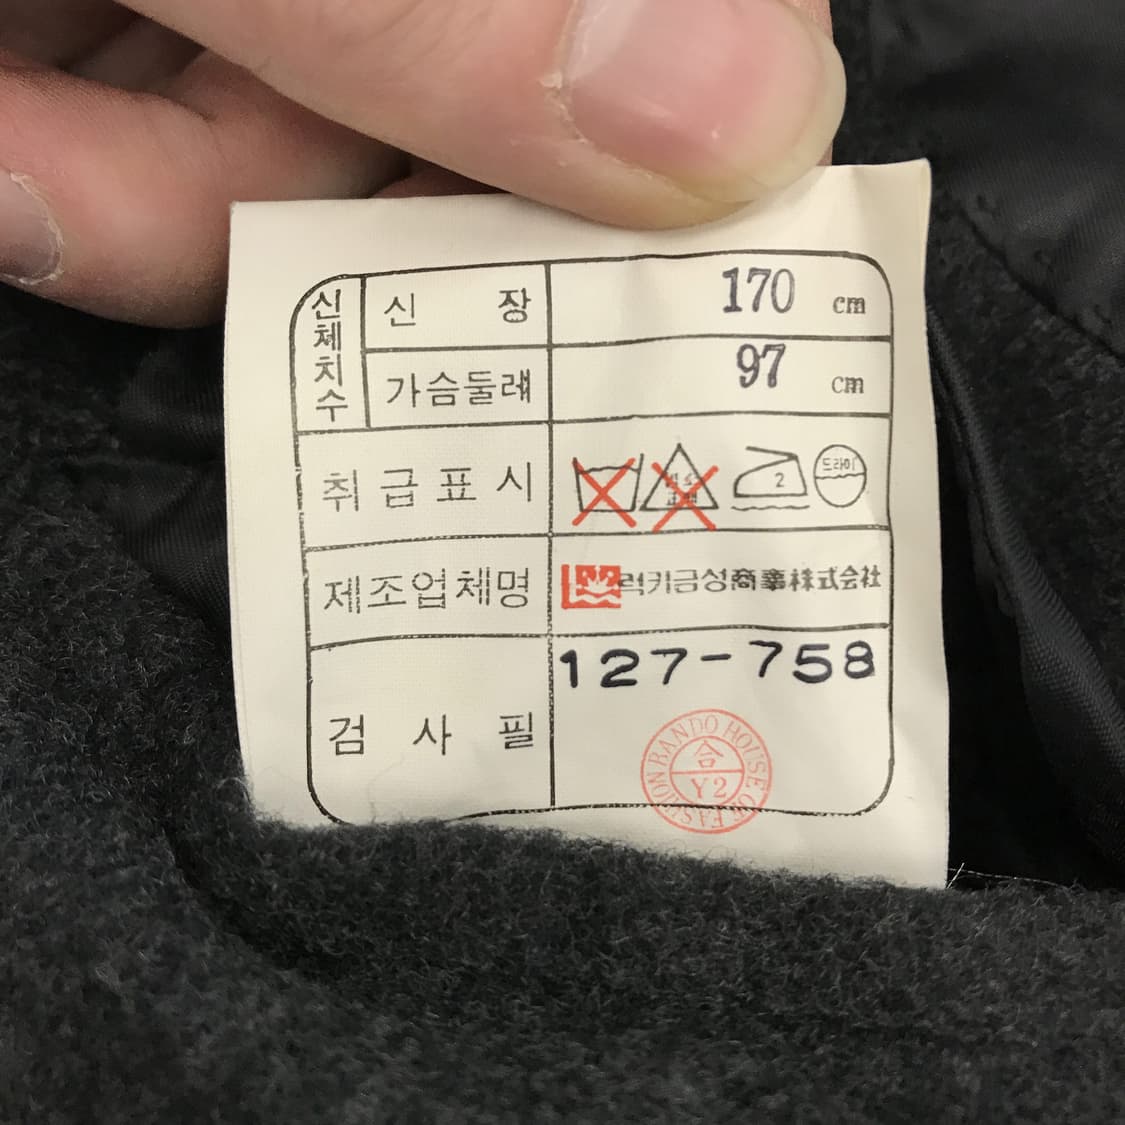 신체치수
신 장 170 cm
가슴둘레 97 cm
취급표시
2 드라이
제조업체명 럭키금성商事株式会社
검사필 127-758
BANDO HOUSE OF FASHION
合
Y2